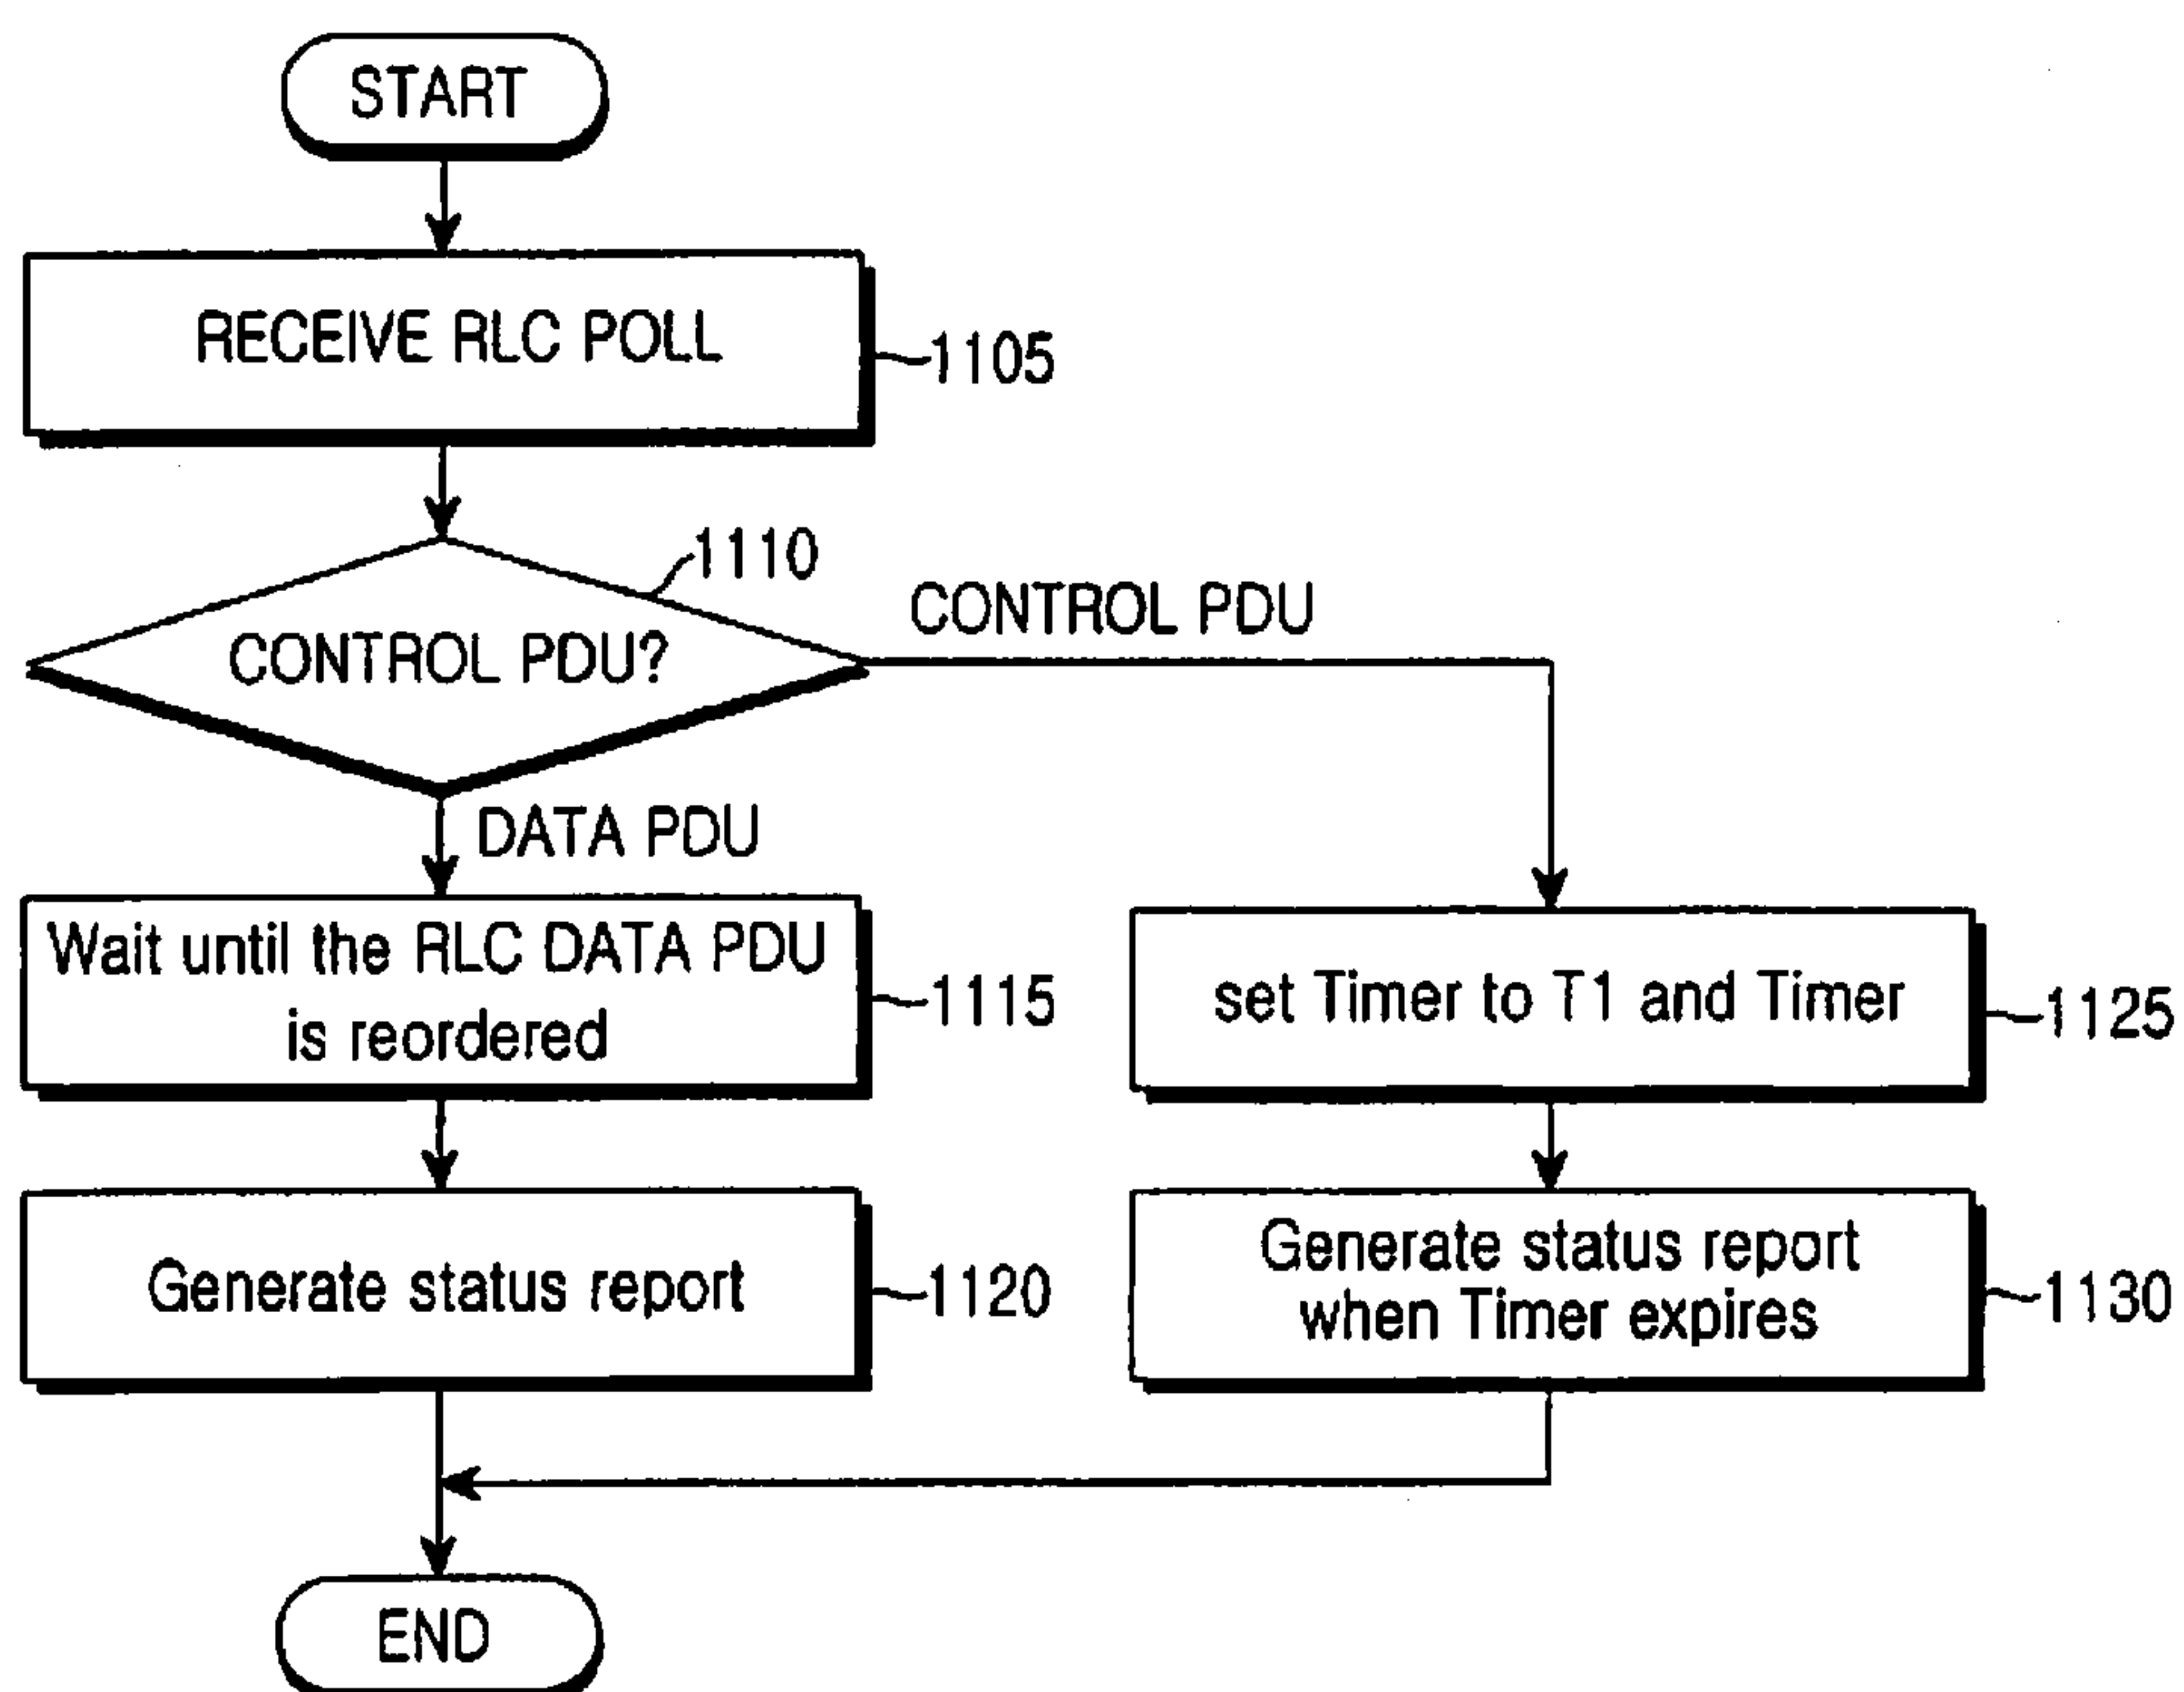 START
RECEIVE RLC POLL
1105
1110
CONTROL PDU?
CONTROL PDU
DATA PDU
Wait until the RLC DATA PDU
is reordered
1115
set Timer to T1 and Timer
1125
Generate status report
1120
Generate status report
when Timer expires
1130
END